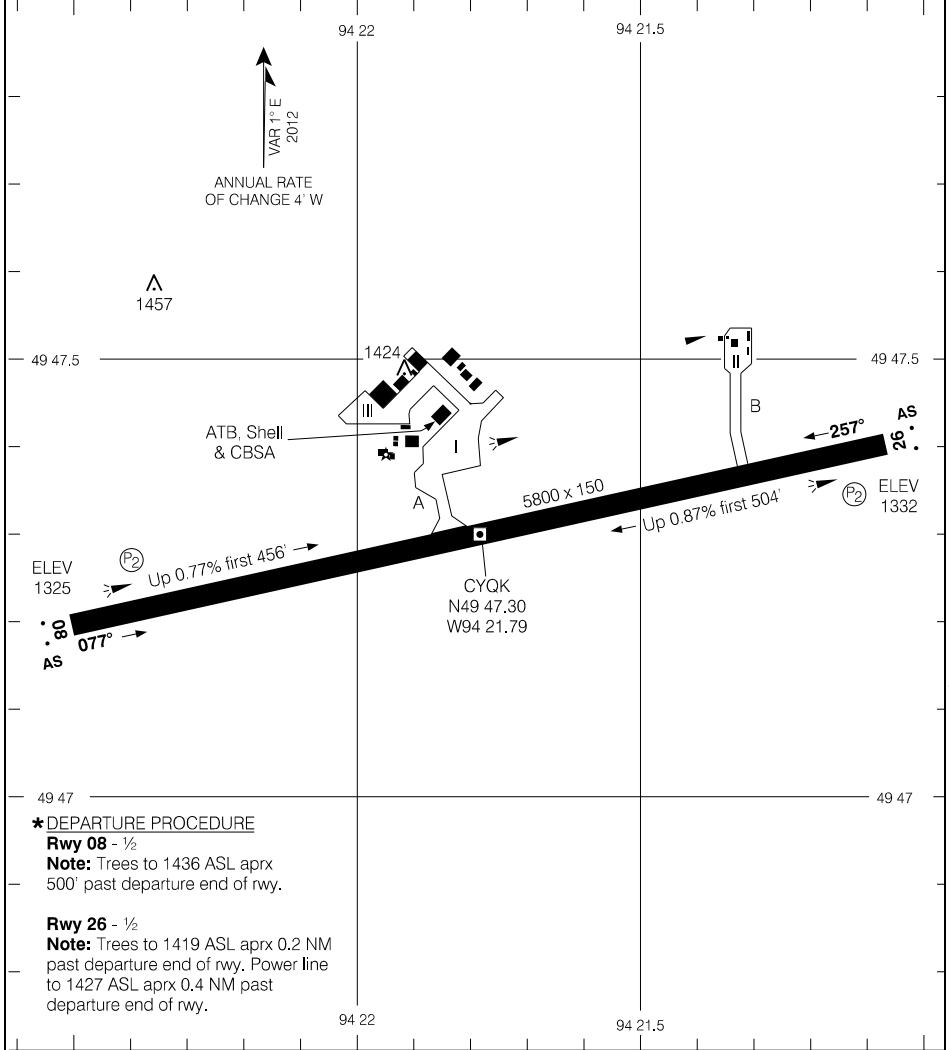 94 22
94 21.5
VAR 1° E
2012
ANNUAL RATE
OF CHANGE 4' W
1457
49 47.5
1424
49 47.5
III
II
ATB, Shell
& CBSA
I
B
AS
257°
26
A
5800 x 150
P2
ELEV
1332
Up 0.87% first 504'
ELEV
1325
P2
Up 0.77% first 456'
CYQK
N49 47.30
W94 21.79
08
077°
AS
49 47
49 47
*DEPARTURE PROCEDURE
Rwy 08 - ½
Note: Trees to 1436 ASL aprx
500' past departure end of rwy.
Rwy 26 - ½
Note: Trees to 1419 ASL aprx 0.2 NM
past departure end of rwy. Power line
to 1427 ASL aprx 0.4 NM past
departure end of rwy.
94 22
94 21.5